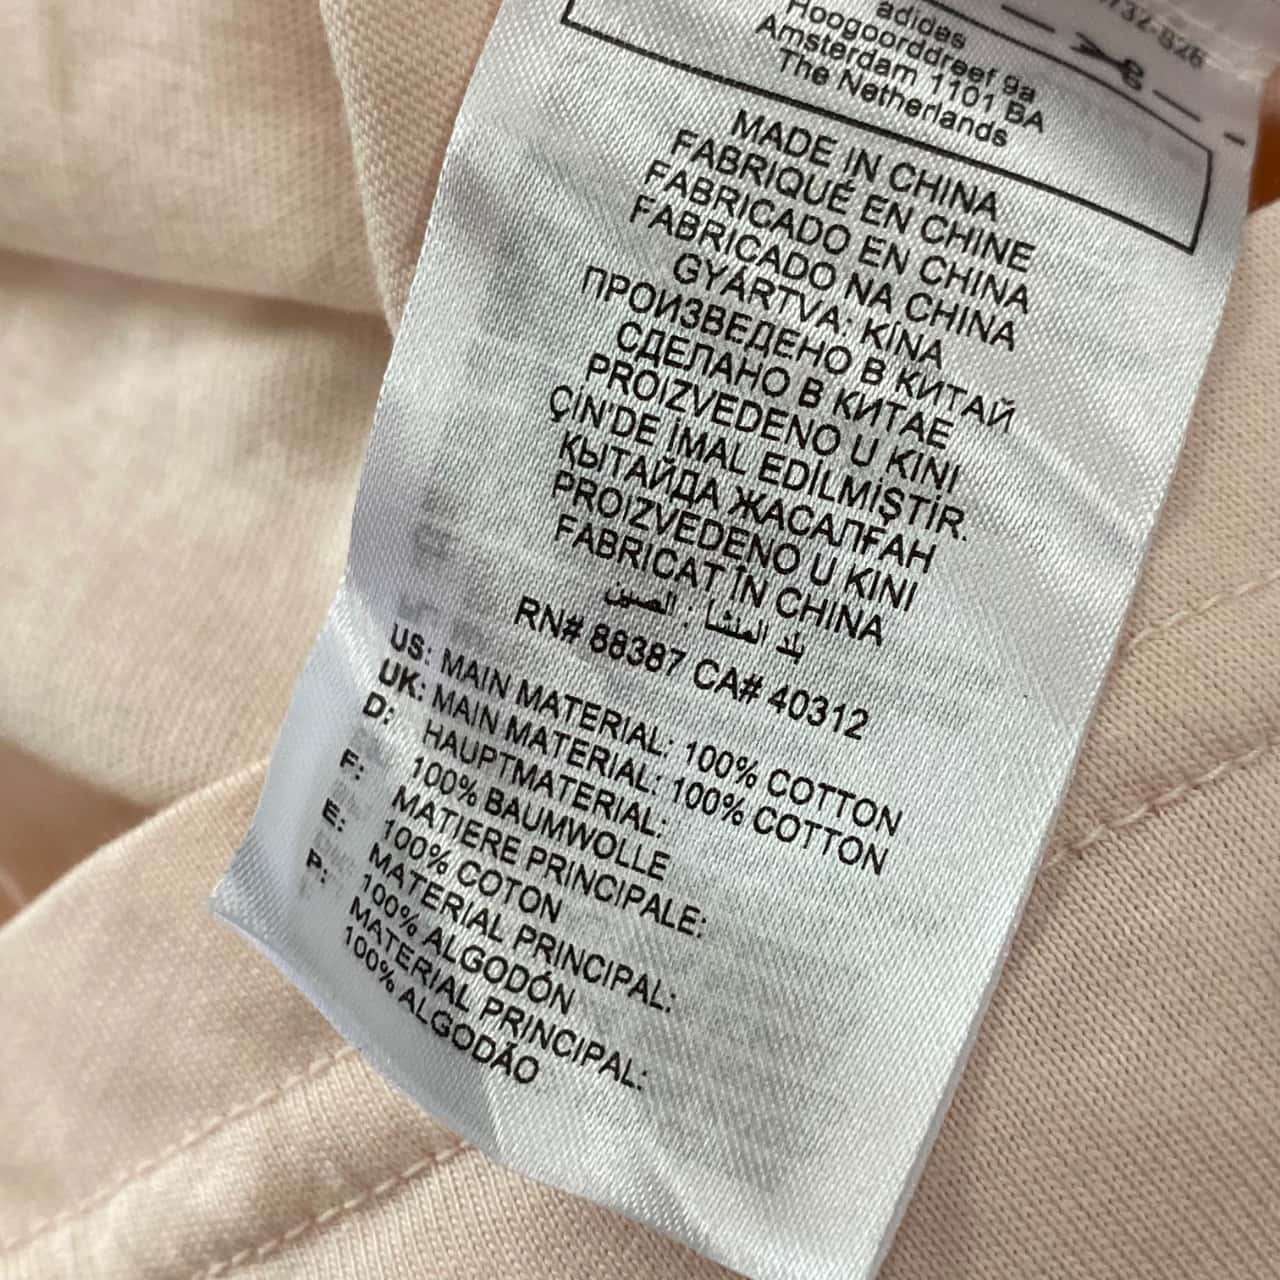 adidas
Hoogoorddreef 9a
Amsterdam 1101 BA
The Netherlands
MADE IN CHINA
FABRIQUÉ EN CHINE
FABRICADO EN CHINA
FABRICADO NA CHINA
GYÁRTVA: KÍNA
ПРОИЗВЕДЕНО В КИТАЙ
СДЕЛАНО В КИТАЕ
PROIZVEDENO U KINI
ÇİN'DE İMAL EDİLMİŞTİR.
ҚЫТАЙДА ЖАСАЛҒАН
PROIZVEDENO U KINI
FABRICAT ÎN CHINA
بلد المنشأ : الصين
RN# 88387 CA# 40312
US: MAIN MATERIAL: 100% COTTON
UK: MAIN MATERIAL: 100% COTTON
D: HAUPTMATERIAL:
100% BAUMWOLLE
F: MATIERE PRINCIPALE:
100% COTON
E: MATERIAL PRINCIPAL:
100% ALGODÓN
P: MATERIAL PRINCIPAL:
100% ALGODÃO